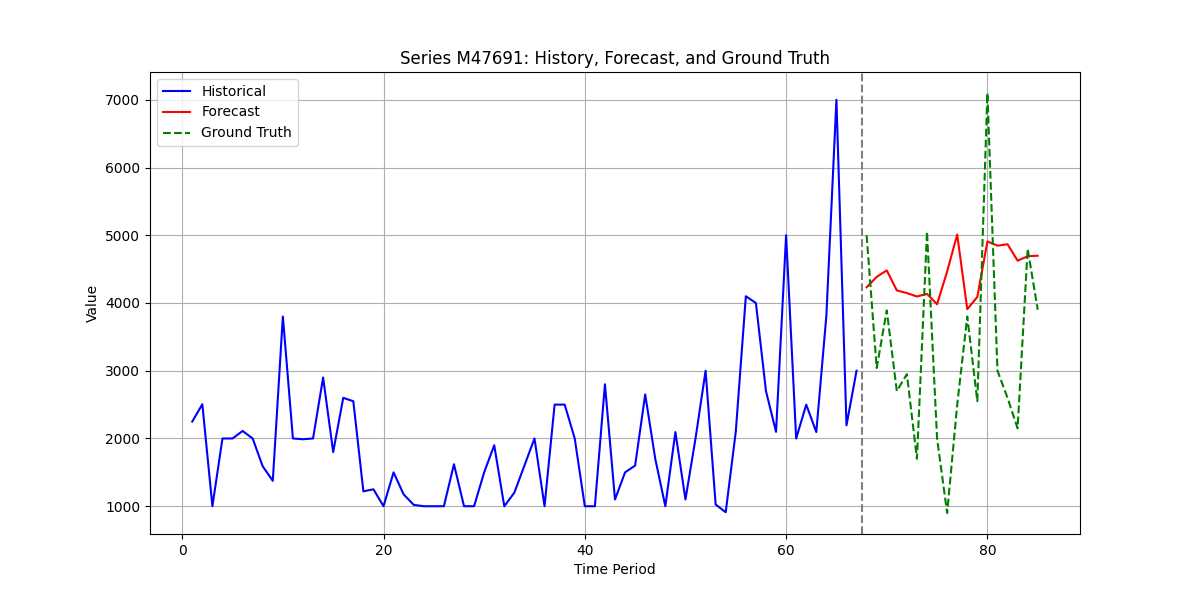 Series M47691: History, Forecast, and Ground Truth
Historical
Forecast
Ground Truth
7000
6000
5000
4000
3000
2000
1000
Value
0
20
40
60
80
Time Period